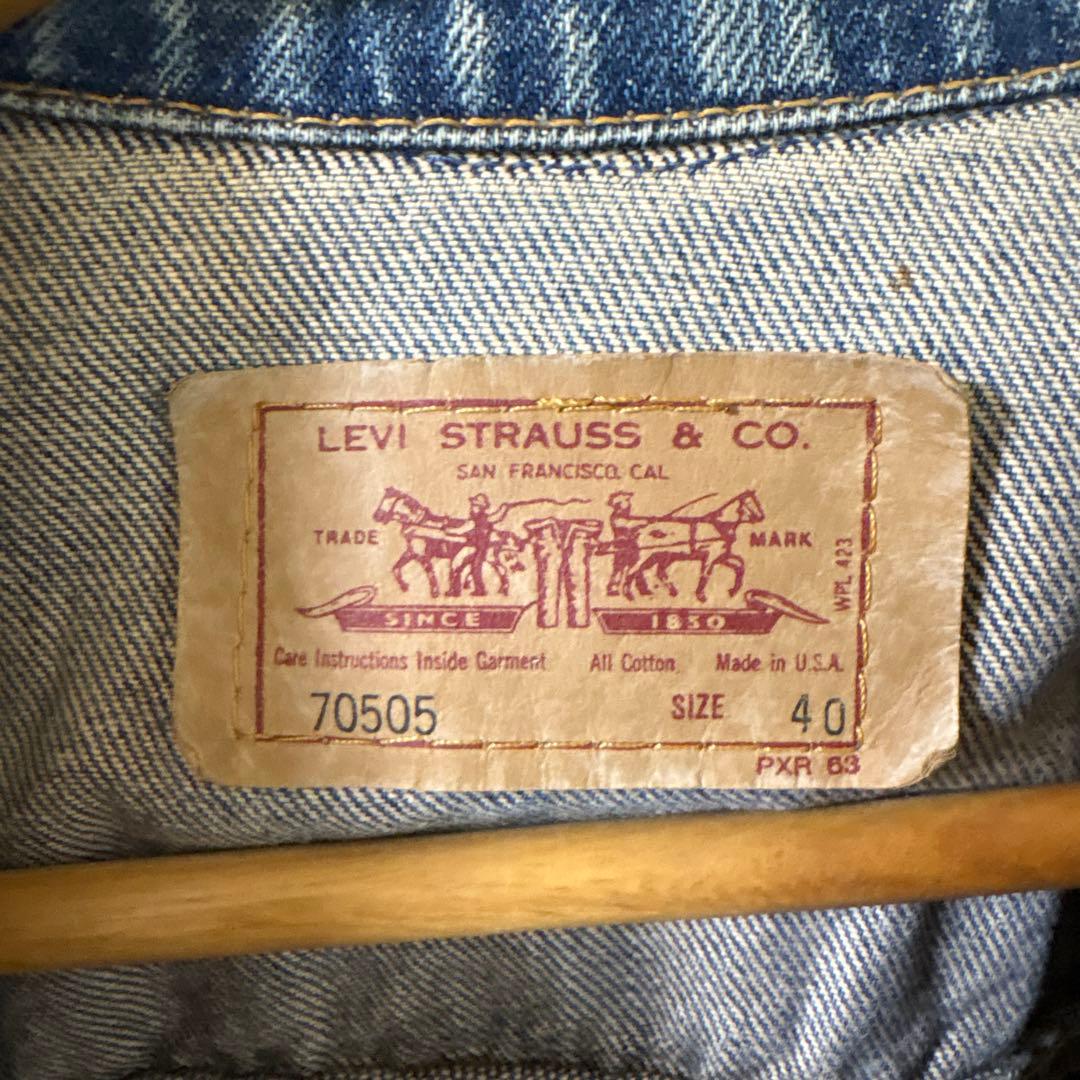 LEVI STRAUSS & CO.
SAN FRANCISCO, CAL
TRADE MARK
WPL 423
SINCE 1850
Care Instructions Inside Garment All Cotton Made in U.S.A.
70505 SIZE 40
PXR 63